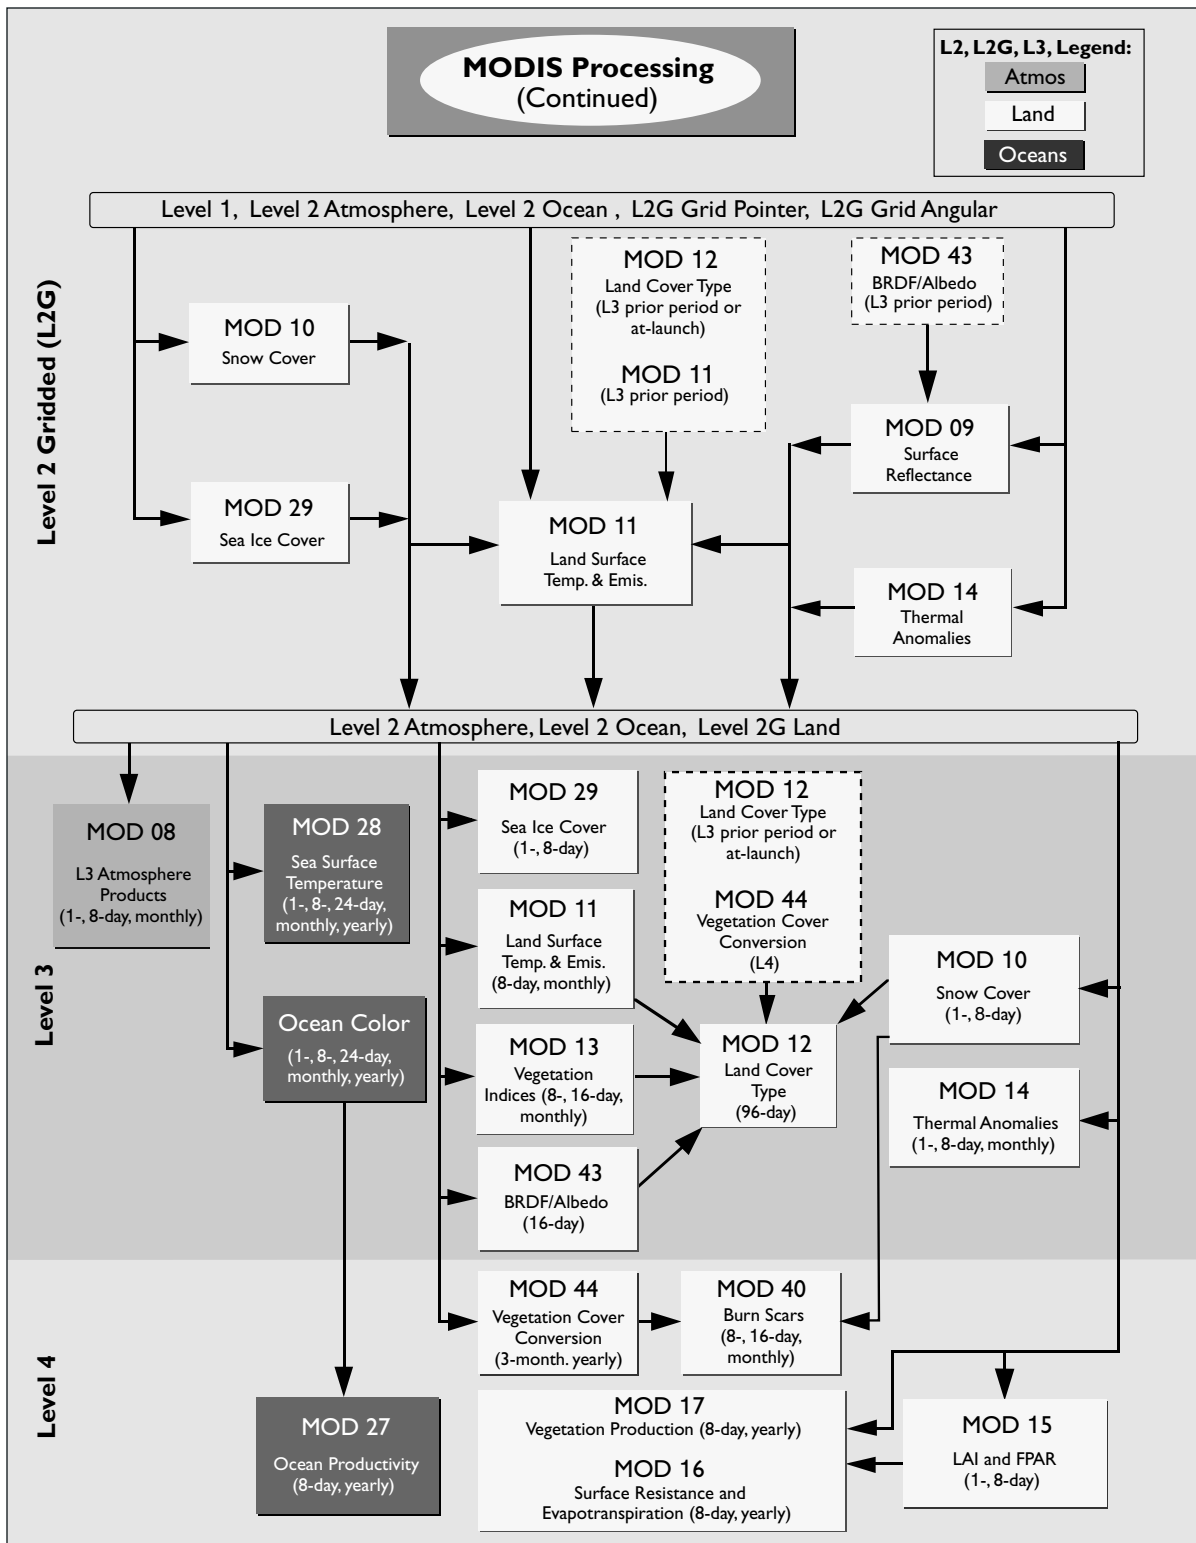 MODIS Processing
(Continued)
L2, L2G, L3, Legend:
Atmos
Land
Oceans
Level 2 Gridded (L2G)
Level 1, Level 2 Atmosphere, Level 2 Ocean , L2G Grid Pointer, L2G Grid Angular
MOD 12
Land Cover Type
(L3 prior period or
at-launch)
MOD 11
(L3 prior period)
MOD 43
BRDF/Albedo
(L3 prior period)
MOD 10
Snow Cover
MOD 09
Surface
Reflectance
MOD 29
Sea Ice Cover
MOD 11
Land Surface
Temp. & Emis.
MOD 14
Thermal
Anomalies
Level 2 Atmosphere, Level 2 Ocean, Level 2G Land
Level 3
MOD 08
L3 Atmosphere
Products
(1-, 8-day, monthly)
MOD 28
Sea Surface
Temperature
(1-, 8-, 24-day,
monthly, yearly)
Ocean Color
(1-, 8-, 24-day,
monthly, yearly)
MOD 29
Sea Ice Cover
(1-, 8-day)
MOD 11
Land Surface
Temp. & Emis.
(8-day, monthly)
MOD 13
Vegetation
Indices (8-, 16-day,
monthly)
MOD 43
BRDF/Albedo
(16-day)
MOD 12
Land Cover Type
(L3 prior period or
at-launch)
MOD 44
Vegetation Cover
Conversion
(L4)
MOD 12
Land Cover
Type
(96-day)
MOD 10
Snow Cover
(1-, 8-day)
MOD 14
Thermal Anomalies
(1-, 8-day, monthly)
Level 4
MOD 44
Vegetation Cover
Conversion
(3-month. yearly)
MOD 40
Burn Scars
(8-, 16-day,
monthly)
MOD 27
Ocean Productivity
(8-day, yearly)
MOD 17
Vegetation Production (8-day, yearly)
MOD 16
Surface Resistance and
Evapotranspiration (8-day, yearly)
MOD 15
LAI and FPAR
(1-, 8-day)